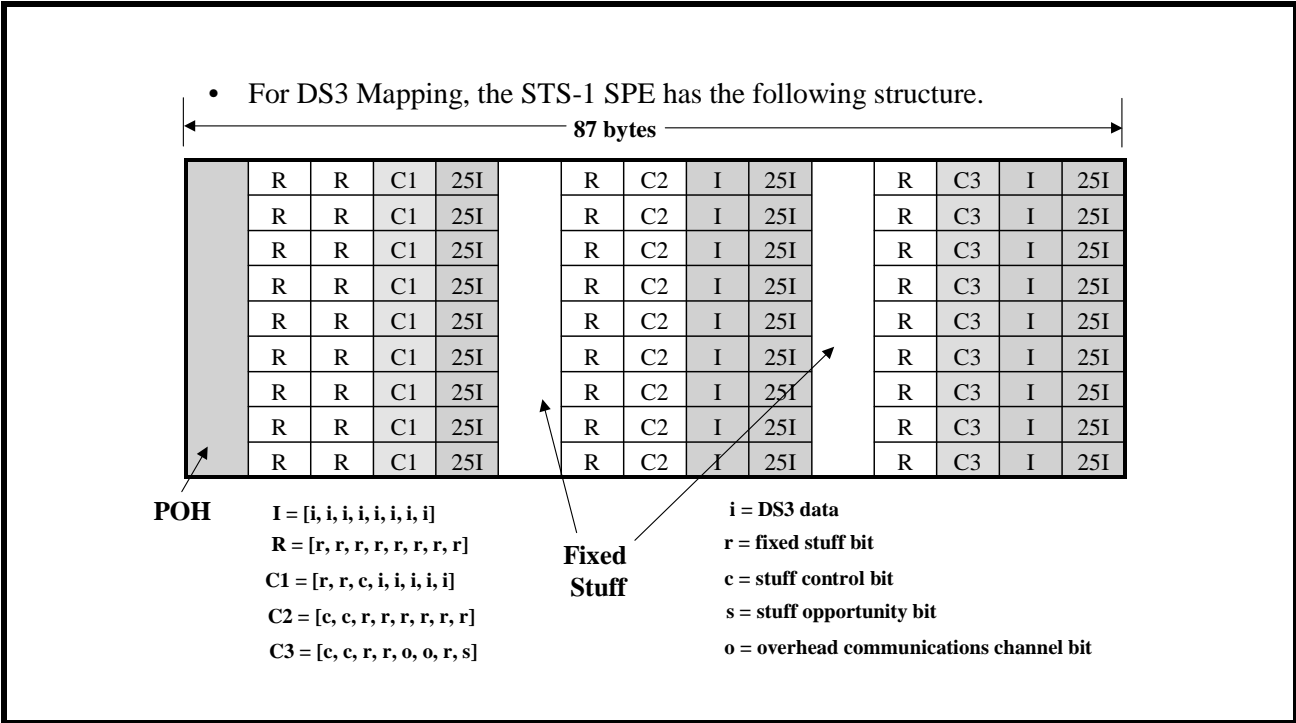 • For DS3 Mapping, the STS-1 SPE has the following structure.
87 bytes
R R C1 25I R C2 I 25I R C3 I 25I
R R C1 25I R C2 I 25I R C3 I 25I
R R C1 25I R C2 I 25I R C3 I 25I
R R C1 25I R C2 I 25I R C3 I 25I
R R C1 25I R C2 I 25I R C3 I 25I
R R C1 25I R C2 I 25I R C3 I 25I
R R C1 25I R C2 I 25I R C3 I 25I
R R C1 25I R C2 I 25I R C3 I 25I
R R C1 25I R C2 I 25I R C3 I 25I
POH
I = [i, i, i, i, i, i, i, i]
R = [r, r, r, r, r, r, r, r]
C1 = [r, r, c, i, i, i, i, i]
C2 = [c, c, r, r, r, r, r, r]
C3 = [c, c, r, r, o, o, r, s]
Fixed
Stuff
i = DS3 data
r = fixed stuff bit
c = stuff control bit
s = stuff opportunity bit
o = overhead communications channel bit